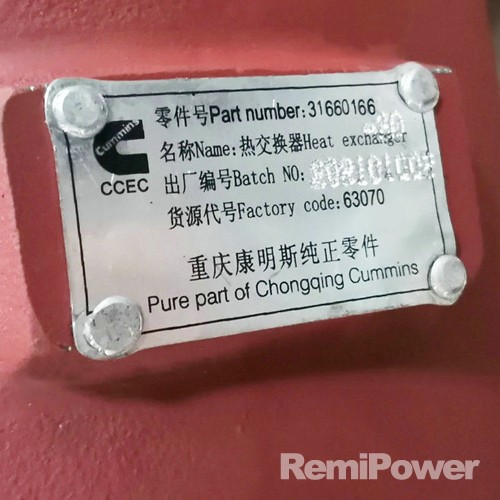 Cummins
CCEC
零件号Part number:31660166
名称Name:热交换器Heat exchanger
出厂编号Batch NO:
货源代号Factory code:63070
重庆康明斯纯正零件
Pure part of Chongqing Cummins
RemiPower